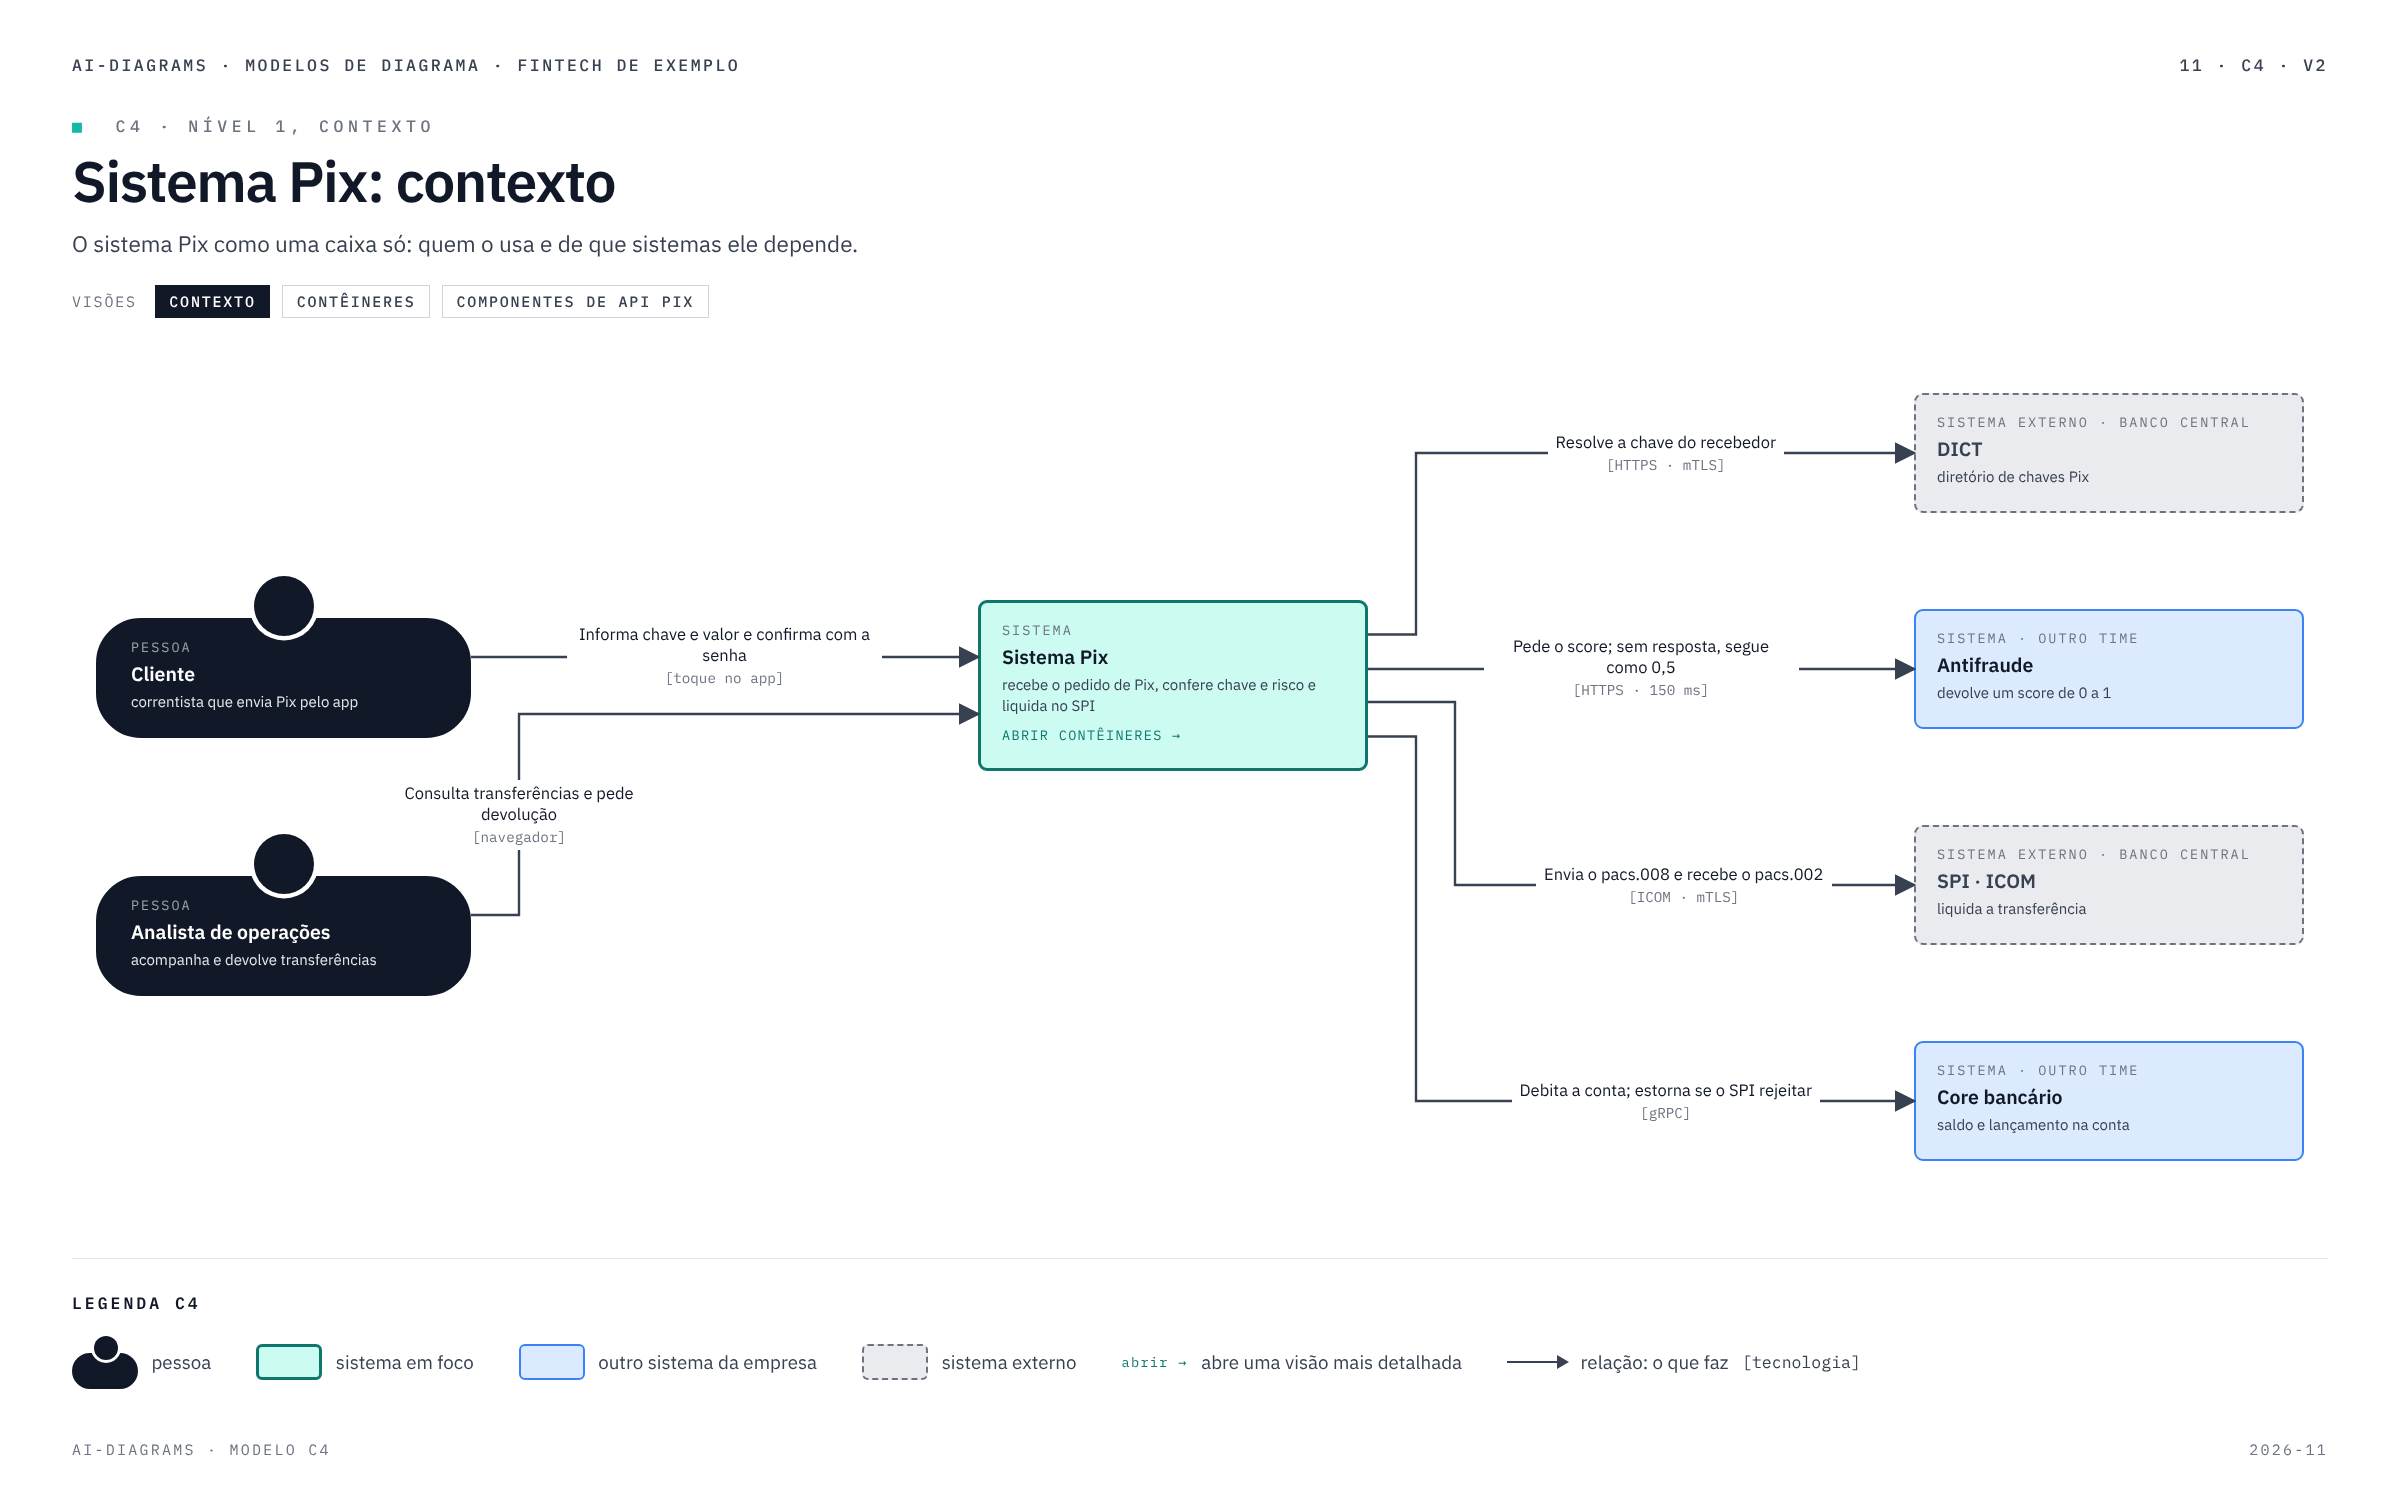 AI-DIAGRAMS · MODELOS DE DIAGRAMA · FINTECH DE EXEMPLO
11 · C4 · V2
C4 · NÍVEL 1, CONTEXTO
Sistema Pix: contexto
O sistema Pix como uma caixa só: quem o usa e de que sistemas ele depende.
VISÕES
CONTEXTO
CONTÊINERES
COMPONENTES DE API PIX
PESSOA
Cliente
correntista que envia Pix pelo app
Informa chave e valor e confirma com a
senha
[toque no app]
Consulta transferências e pede
devolução
[navegador]
PESSOA
Analista de operações
acompanha e devolve transferências
SISTEMA
Sistema Pix
recebe o pedido de Pix, confere chave e risco e
liquida no SPI
ABRIR CONTÊINERES →
Resolve a chave do recebedor
[HTTPS · mTLS]
SISTEMA EXTERNO · BANCO CENTRAL
DICT
diretório de chaves Pix
Pede o score; sem resposta, segue
como 0,5
[HTTPS · 150 ms]
SISTEMA · OUTRO TIME
Antifraude
devolve um score de 0 a 1
Envia o pacs.008 e recebe o pacs.002
[ICOM · mTLS]
SISTEMA EXTERNO · BANCO CENTRAL
SPI · ICOM
liquida a transferência
Debita a conta; estorna se o SPI rejeitar
[gRPC]
SISTEMA · OUTRO TIME
Core bancário
saldo e lançamento na conta
LEGENDA C4
pessoa
sistema em foco
outro sistema da empresa
sistema externo
abrir → abre uma visão mais detalhada
relação: o que faz [tecnologia]
AI-DIAGRAMS · MODELO C4
2026-11